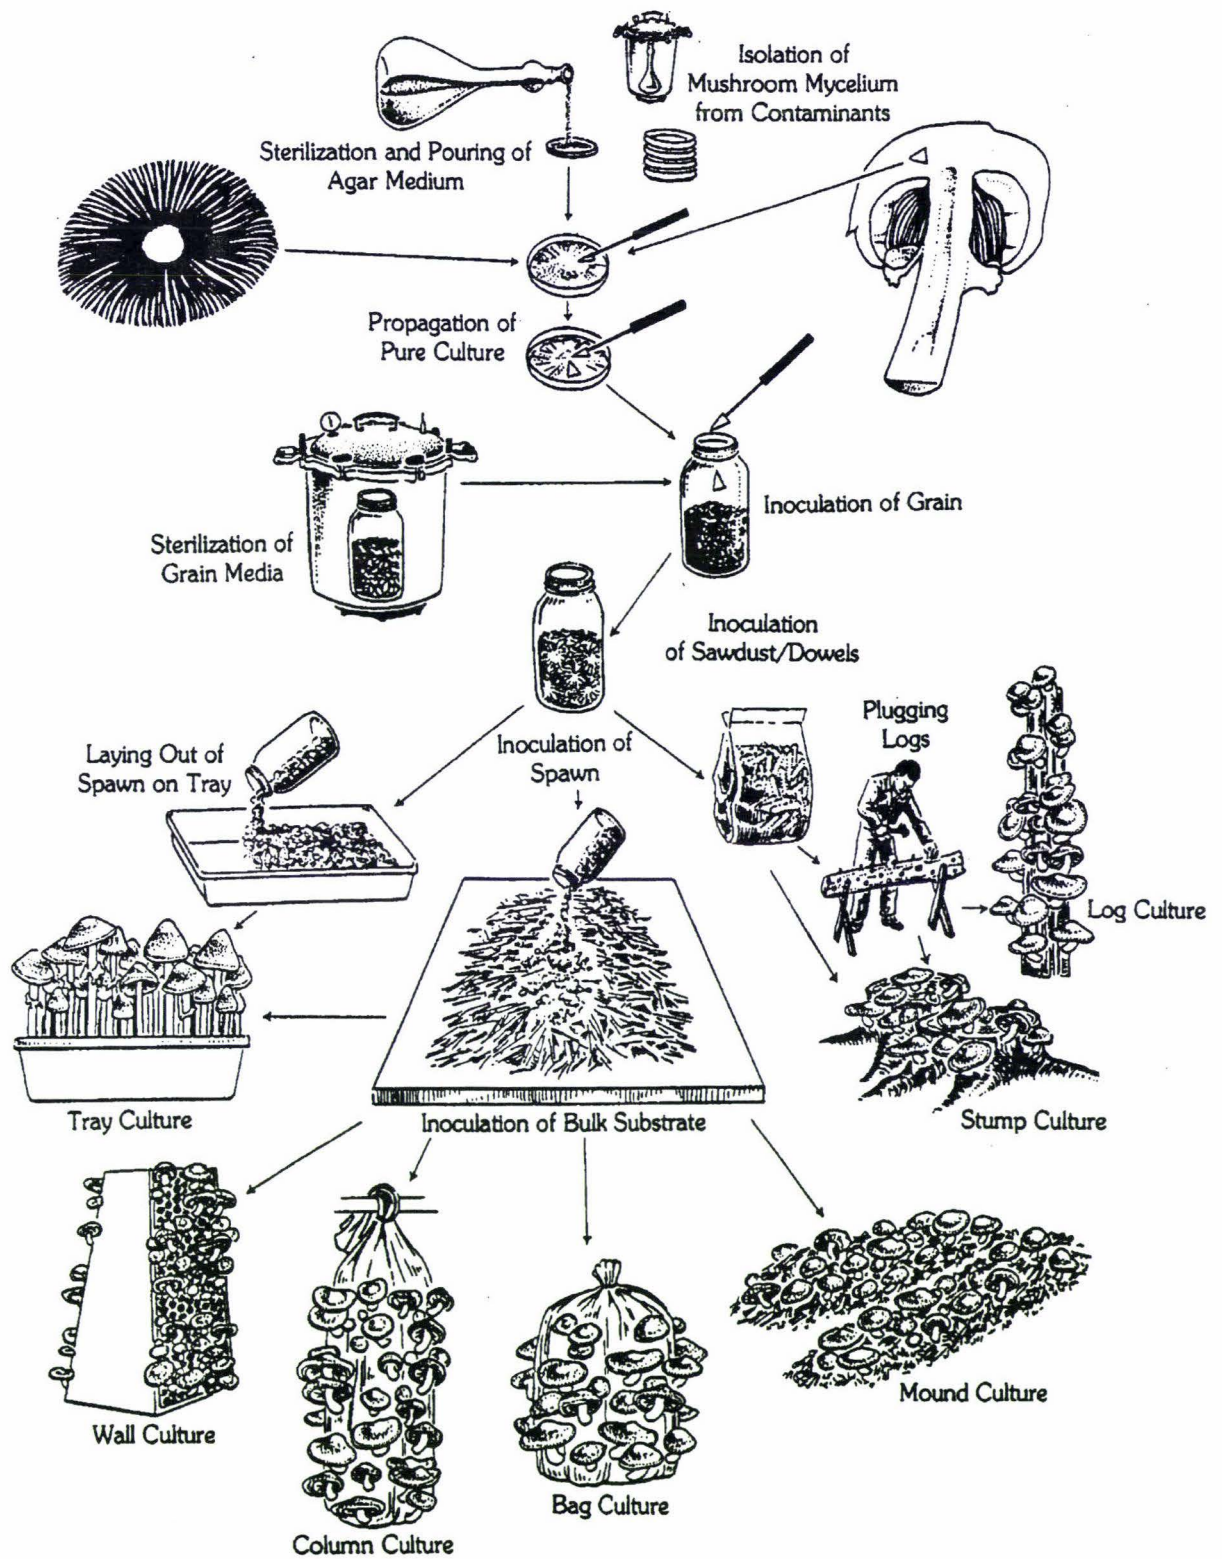 Isolation of
Mushroom Mycelium
from Contaminants
Sterilization and Pouring of
Agar Medium
Propagation of
Pure Culture
Inoculation of Grain
Sterilization of
Grain Media
Inoculation
of Sawdust/Dowels
Plugging
Logs
Laying Out of
Spawn on Tray
Inoculation of
Spawn
Log Culture
Tray Culture
Inoculation of Bulk Substrate
Stump Culture
Mound Culture
Wall Culture
Bag Culture
Column Culture